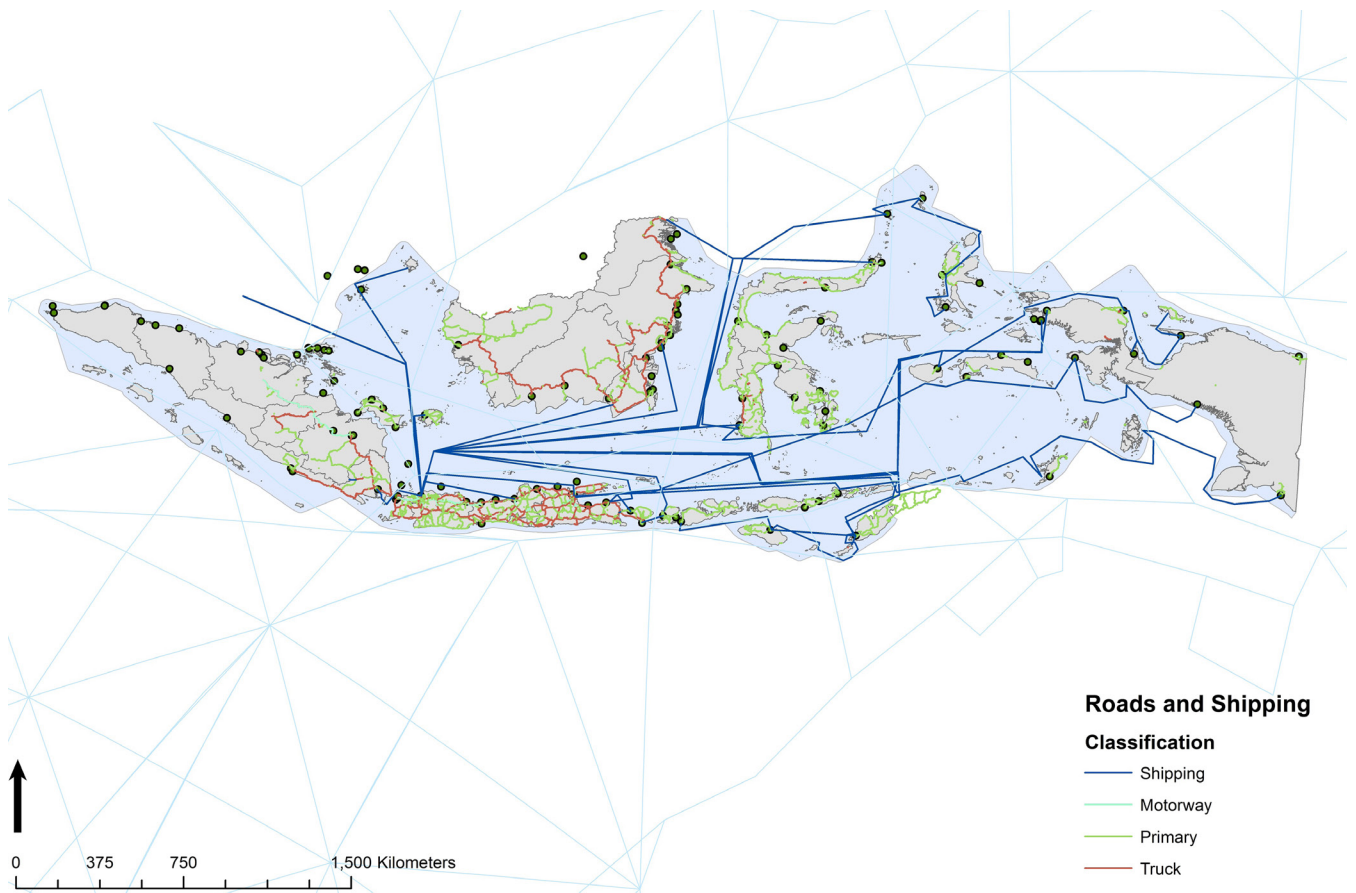 Roads and Shipping
Classification
Shipping
Motorway
Primary
Truck
0 375 750 1,500 Kilometers